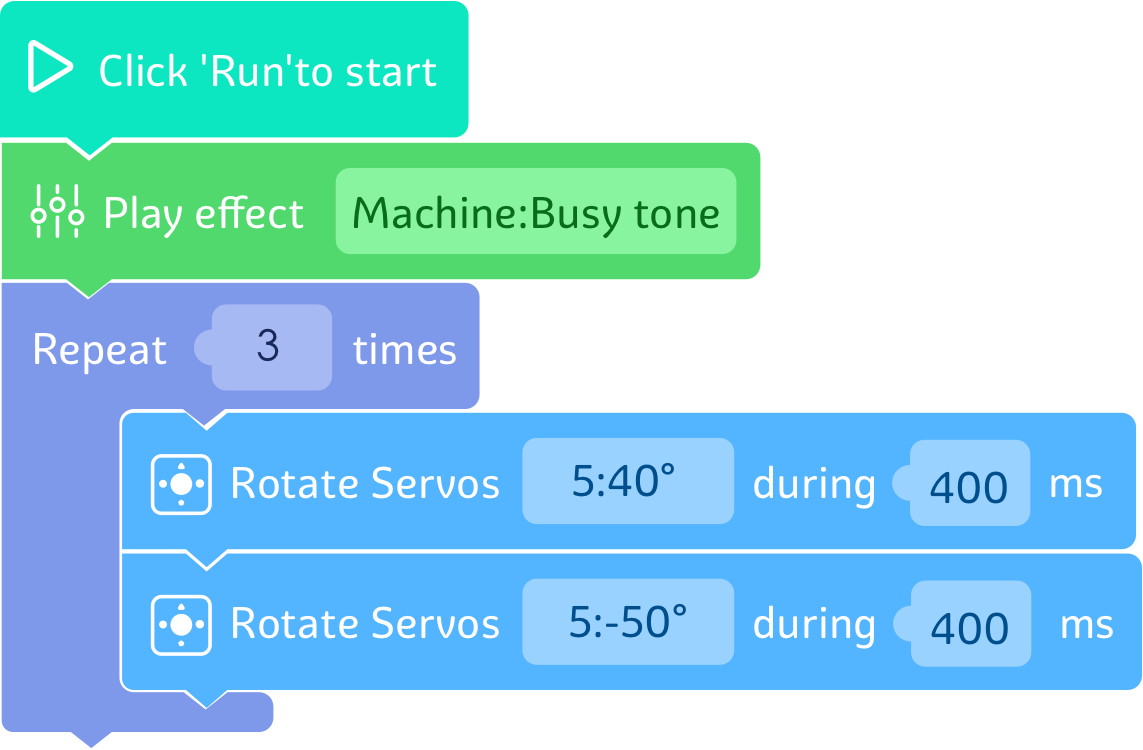 Click 'Run'to start
Play effect Machine:Busy tone
Repeat 3 times
Rotate Servos 5:40° during 400 ms
Rotate Servos 5:-50° during 400 ms